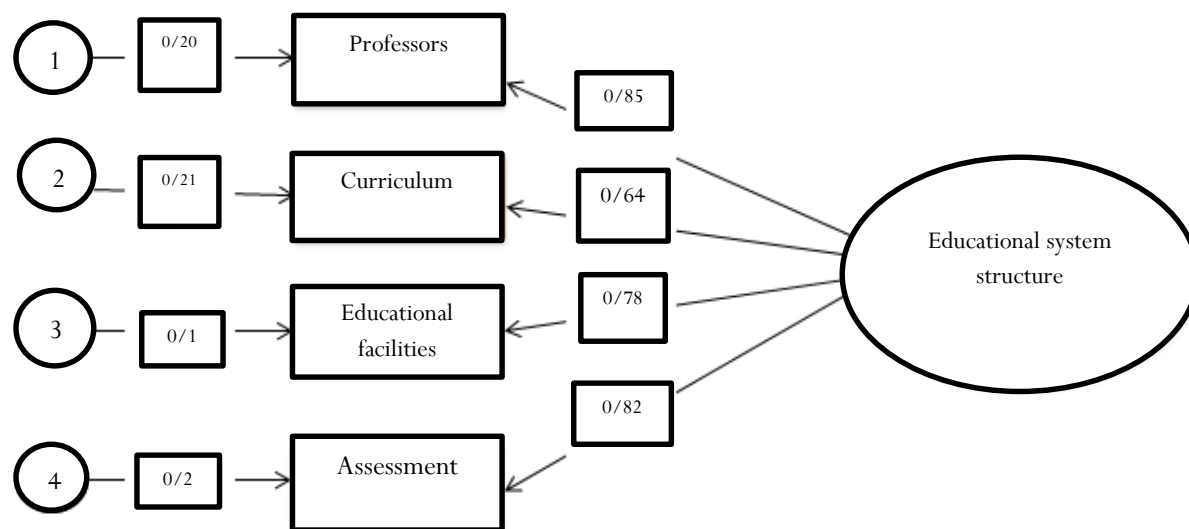 1
0/20
Professors
0/85
2
0/21
Curriculum
0/64
Educational system
structure
3
0/1
Educational
facilities
0/78
4
0/2
Assessment
0/82